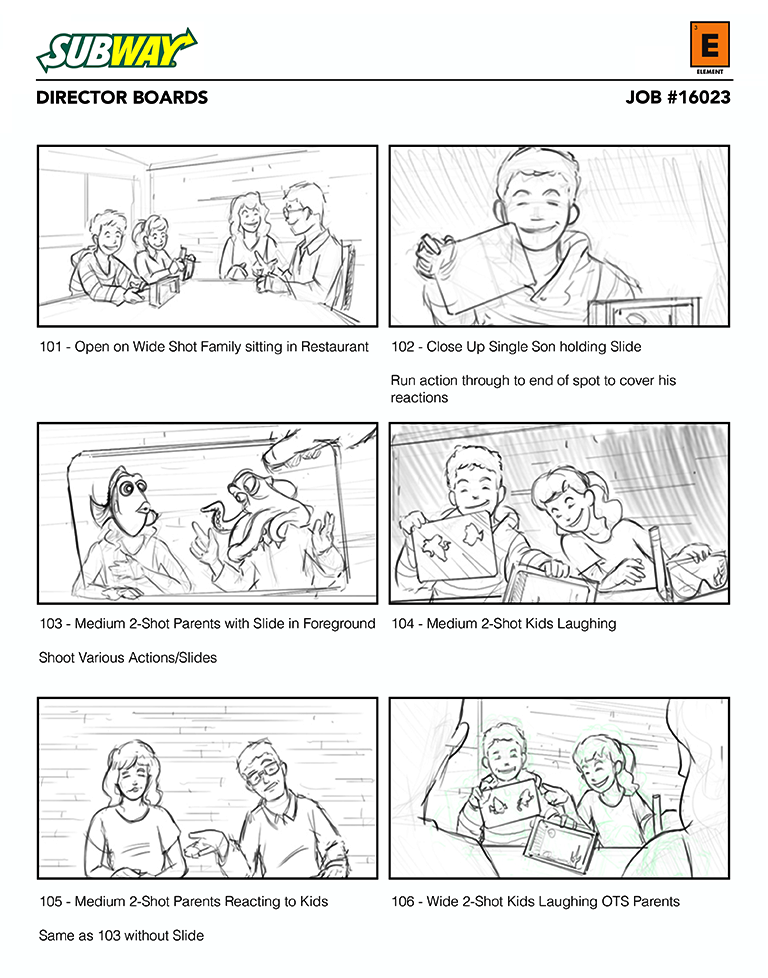 SUBWAY
3
E
ELEMENT
DIRECTOR BOARDS
JOB #16023
101 - Open on Wide Shot Family sitting in Restaurant
102 - Close Up Single Son holding Slide
Run action through to end of spot to cover his
reactions
103 - Medium 2-Shot Parents with Slide in Foreground
Shoot Various Actions/Slides
104 - Medium 2-Shot Kids Laughing
105 - Medium 2-Shot Parents Reacting to Kids
Same as 103 without Slide
106 - Wide 2-Shot Kids Laughing OTS Parents